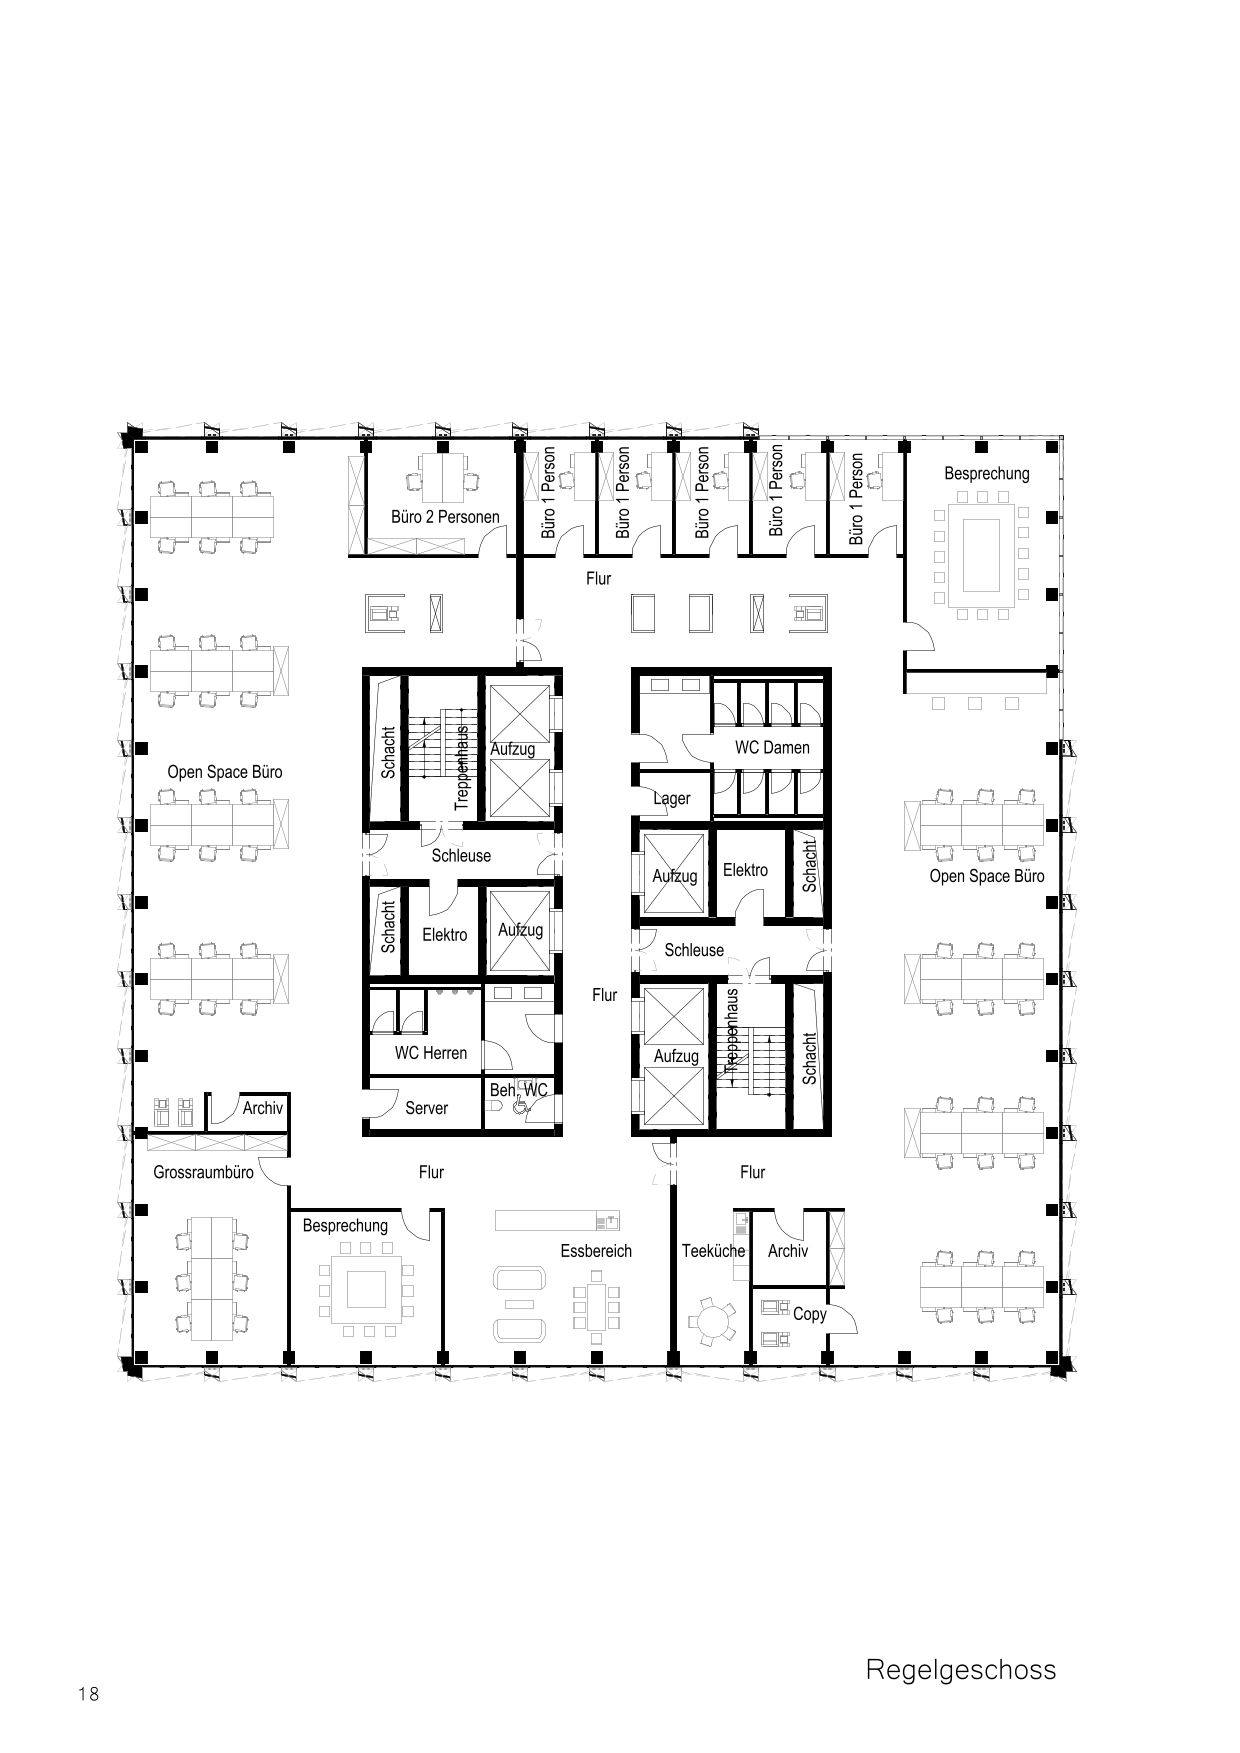 Büro 1 Person
Büro 1 Person
Büro 1 Person
Büro 1 Person
Büro 1 Person
Besprechung
Büro 2 Personen
Flur
Schacht
Treppenhaus
Aufzug
WC Damen
Open Space Büro
Lager
Schleuse
Aufzug
Elektro
Schacht
Open Space Büro
Schacht
Elektro
Aufzug
Schleuse
Flur
Treppenhaus
WC Herren
Aufzug
Schacht
Beh. WC
Archiv
Server
Grossraumbüro
Flur
Flur
Besprechung
Essbereich
Teeküche
Archiv
Copy
Regelgeschoss
18